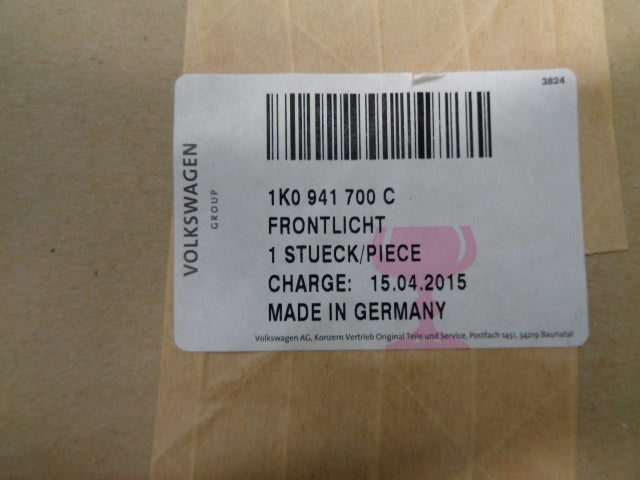 3824
VOLKSWAGEN
GROUP
1K0 941 700 C
FRONTLICHT
1 STUECK/PIECE
CHARGE: 15.04.2015
MADE IN GERMANY
Volkswagen AG, Konzern Vertrieb Original Teile und Service, Postfach 1451, 34219 Baunatal